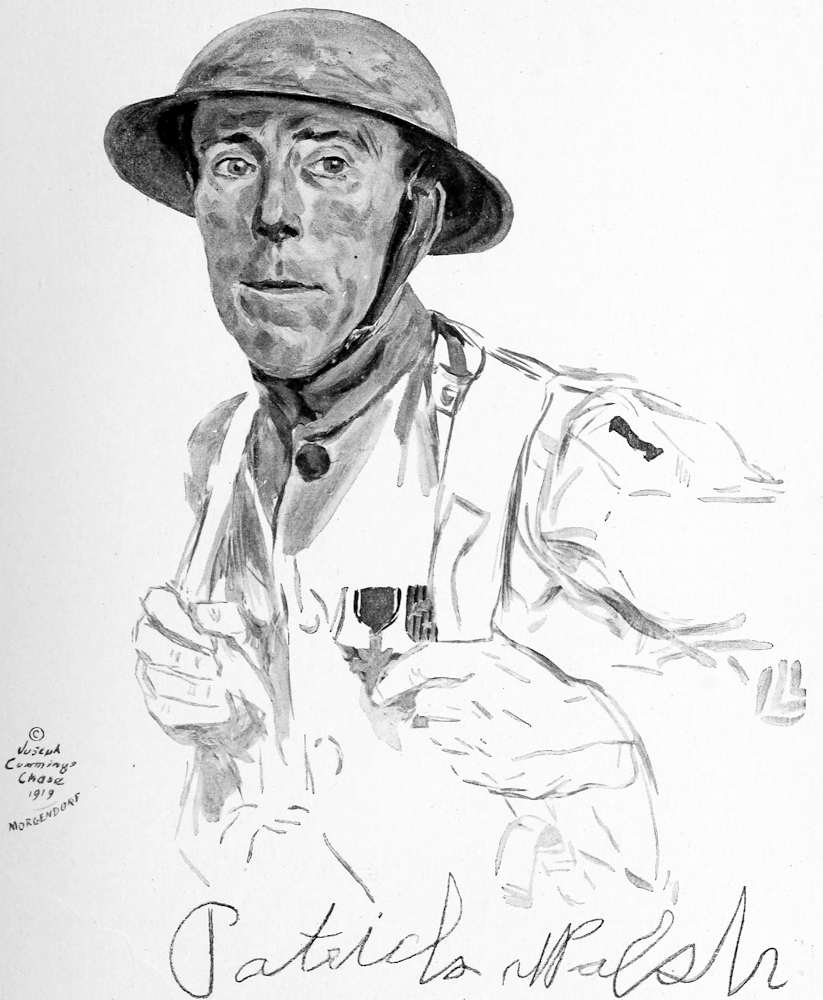 ©
Joseph
Cummings
Chase
1919
MORGENDORF
Patrick Walsh